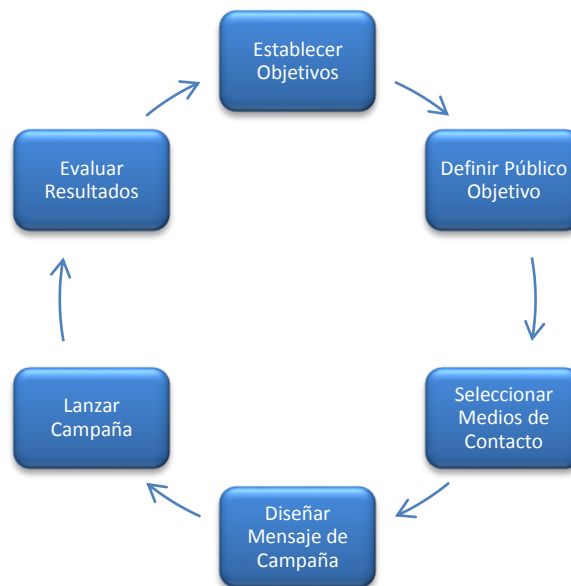 Establecer
Objetivos
Definir Público
Objetivo
Seleccionar
Medios de
Contacto
Diseñar
Mensaje de
Campaña
Lanzar
Campaña
Evaluar
Resultados